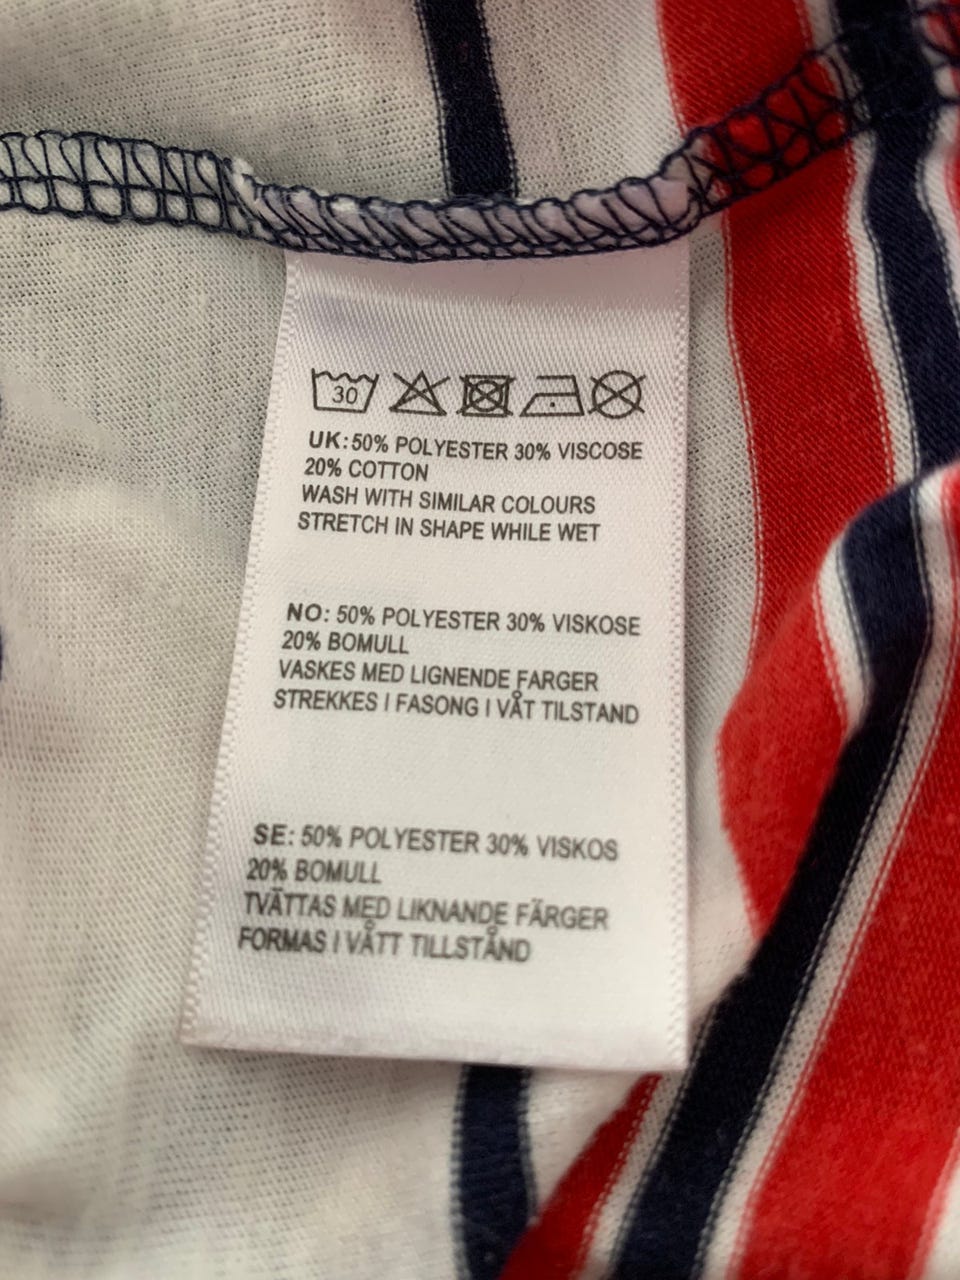 30
UK: 50% POLYESTER 30% VISCOSE
20% COTTON
WASH WITH SIMILAR COLOURS
STRETCH IN SHAPE WHILE WET
NO: 50% POLYESTER 30% VISKOSE
20% BOMULL
VASKES MED LIGNENDE FARGER
STREKKES I FASONG I VÅT TILSTAND
SE: 50% POLYESTER 30% VISKOS
20% BOMULL
TVÄTTAS MED LIKNANDE FÄRGER
FORMAS I VÅTT TILLSTÅND